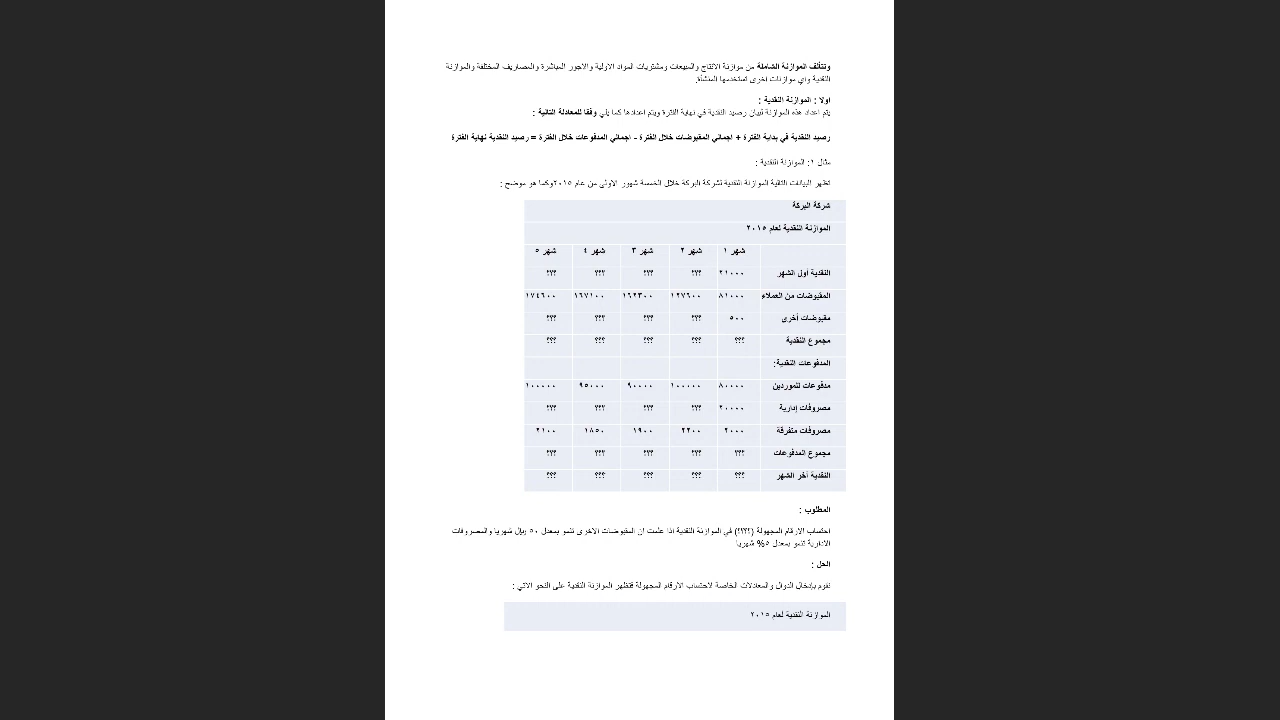 وتتألف الموازنة الشاملة من موازنة الانتاج والمبيعات ومشتريات المواد الاولية والاجور المباشرة والمصاريف المختلفة والموازنة
النقدية واي موازنات اخرى تستخدمها المنشأة.
اولا : الموازنة النقدية :
يتم اعداد هذه الموازنة لبيان رصيد النقدية في نهاية الفترة ويتم اعدادها كما يلي وفقا للمعادلة التالية :
رصيد النقدية في بداية الفترة + اجمالي المقبوضات خلال الفترة - اجمالي المدفوعات خلال الفترة = رصيد النقدية نهاية الفترة
مثال ١: الموازنة النقدية :
تظهر البيانات التالية الموازنة النقدية لشركة البركة خلال الخمسة شهور الاولى من عام ٢٠١٥وكما هو موضح :
شركة البركة
الموازنة النقدية لعام ٢٠١٥
شهر ١ شهر ٢ شهر ٣ شهر ٤ شهر ٥
النقدية أول الشهر ٢١٠٠٠ ؟؟؟ ؟؟؟ ؟؟؟ ؟؟؟
المقبوضات من العملاء ٨١٠٠٠ ١٢٧٦٠٠ ١٦٢٣٠٠ ١٦٧١٠٠ ١٧٤٦٠٠
مقبوضات أخرى ٥٠٠ ؟؟؟ ؟؟؟ ؟؟؟ ؟؟؟
مجموع النقدية ؟؟؟ ؟؟؟ ؟؟؟ ؟؟؟ ؟؟؟
المدفوعات النقدية:
مدفوعات للموردين ٨٠٠٠٠ ١٠٠٠٠٠ ٩٠٠٠٠ ٩٥٠٠٠ ١٠٠٠٠٠
مصروفات إدارية ٢٠٠٠٠ ؟؟؟ ؟؟؟ ؟؟؟ ؟؟؟
مصروفات متفرقة ٢٠٠٠ ٢٢٠٠ ١٩٠٠ ١٨٥٠ ٢١٠٠
مجموع المدفوعات ؟؟؟ ؟؟؟ ؟؟؟ ؟؟؟ ؟؟؟
النقدية أخر الشهر ؟؟؟ ؟؟؟ ؟؟؟ ؟؟؟ ؟؟؟
المطلوب :
احتساب الارقام المجهولة (؟؟؟؟) في الموازنة النقدية اذا علمت ان المقبوضات الاخرى تنمو بمعدل ٥٠ ريال شهريا والمصروفات
الادارية تنمو بمعدل ٥% شهريا
الحل :
نقوم بإدخال الدوال والمعادلات الخاصة لاحتساب الأرقام المجهولة فتظهر الموازنة النقدية على النحو الاتي :
الموازنة النقدية لعام ٢٠١٥